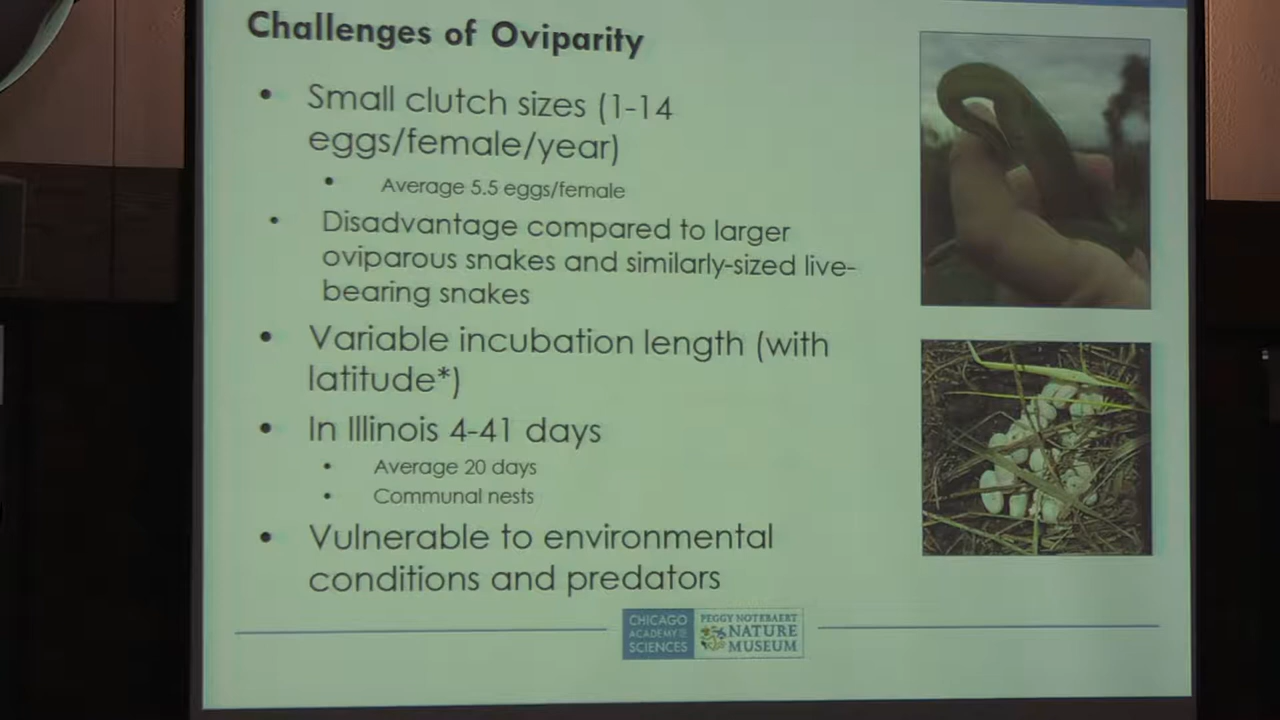 Challenges of Oviparity
• Small clutch sizes (1-14
eggs/female/year)
• Average 5.5 eggs/female
• Disadvantage compared to larger
oviparous snakes and similarly-sized live-
bearing snakes
• Variable incubation length (with
latitude*)
• In Illinois 4-41 days
• Average 20 days
• Communal nests
• Vulnerable to environmental
conditions and predators
CHICAGO
ACADEMY OF
SCIENCES
PEGGY NOTEBAERT
NATURE
MUSEUM